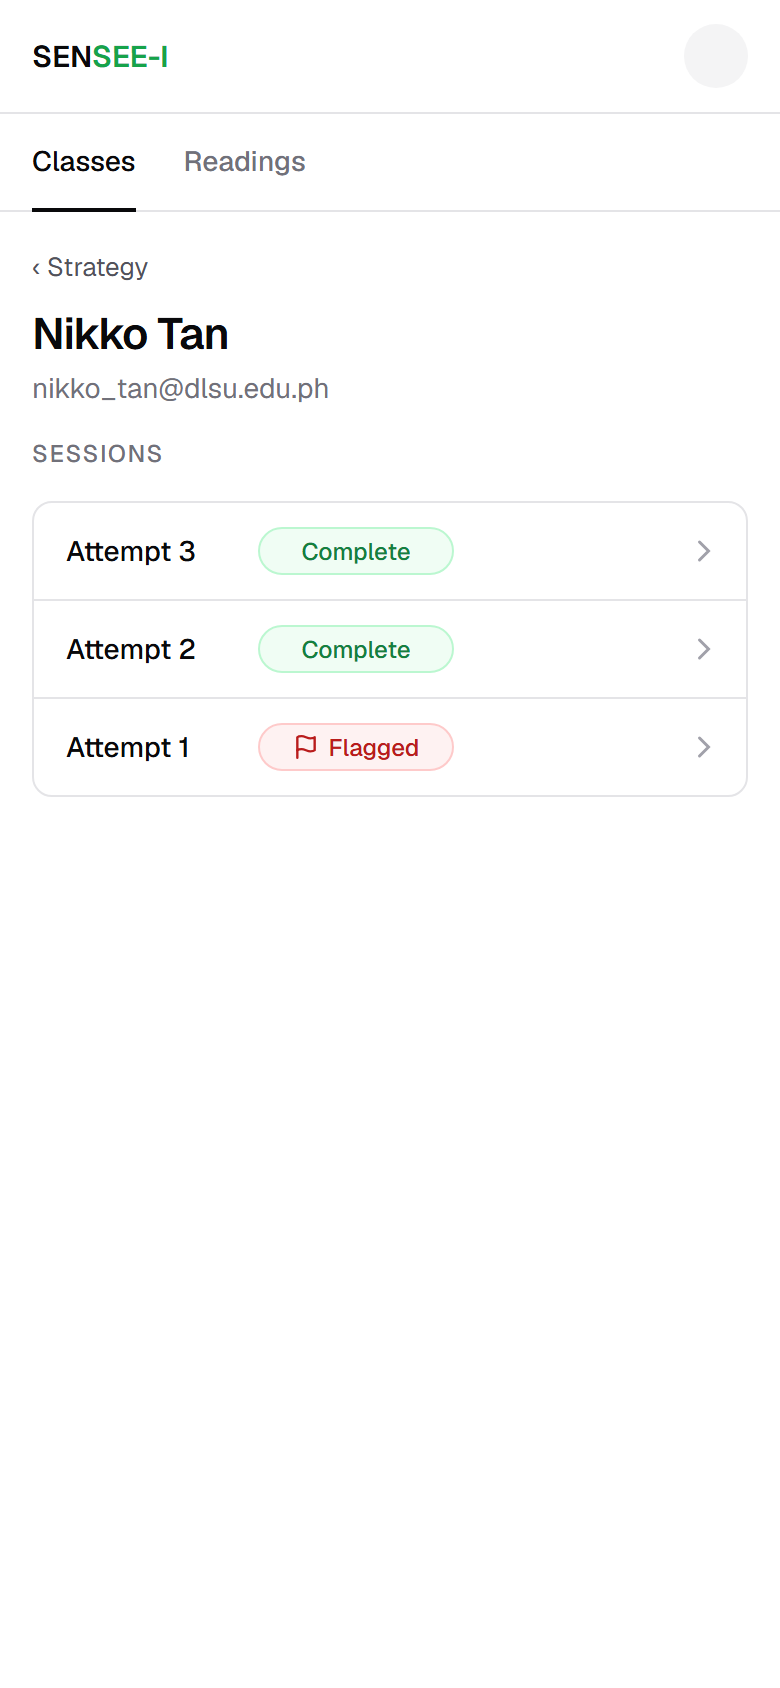 SENSEE-I
Classes Readings
‹ Strategy
Nikko Tan
nikko_tan@dlsu.edu.ph
SESSIONS
Attempt 3 Complete
Attempt 2 Complete
Attempt 1 Flagged